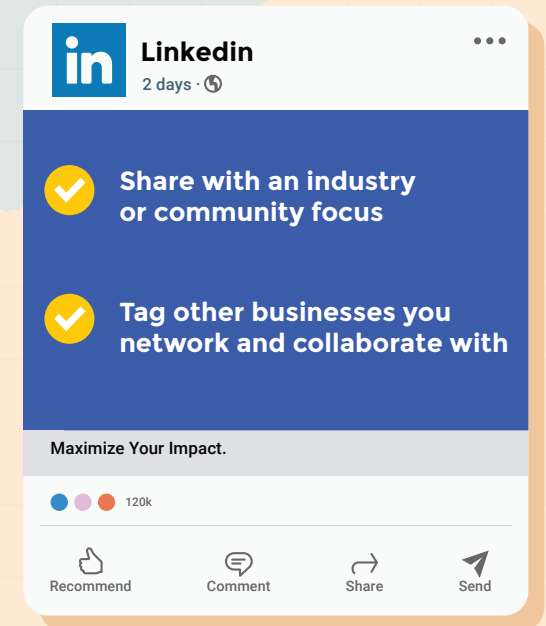 in
Linkedin
2 days ·
Share with an industry
or community focus
Tag other businesses you
network and collaborate with
Maximize Your Impact.
120k
Recommend
Comment
Share
Send